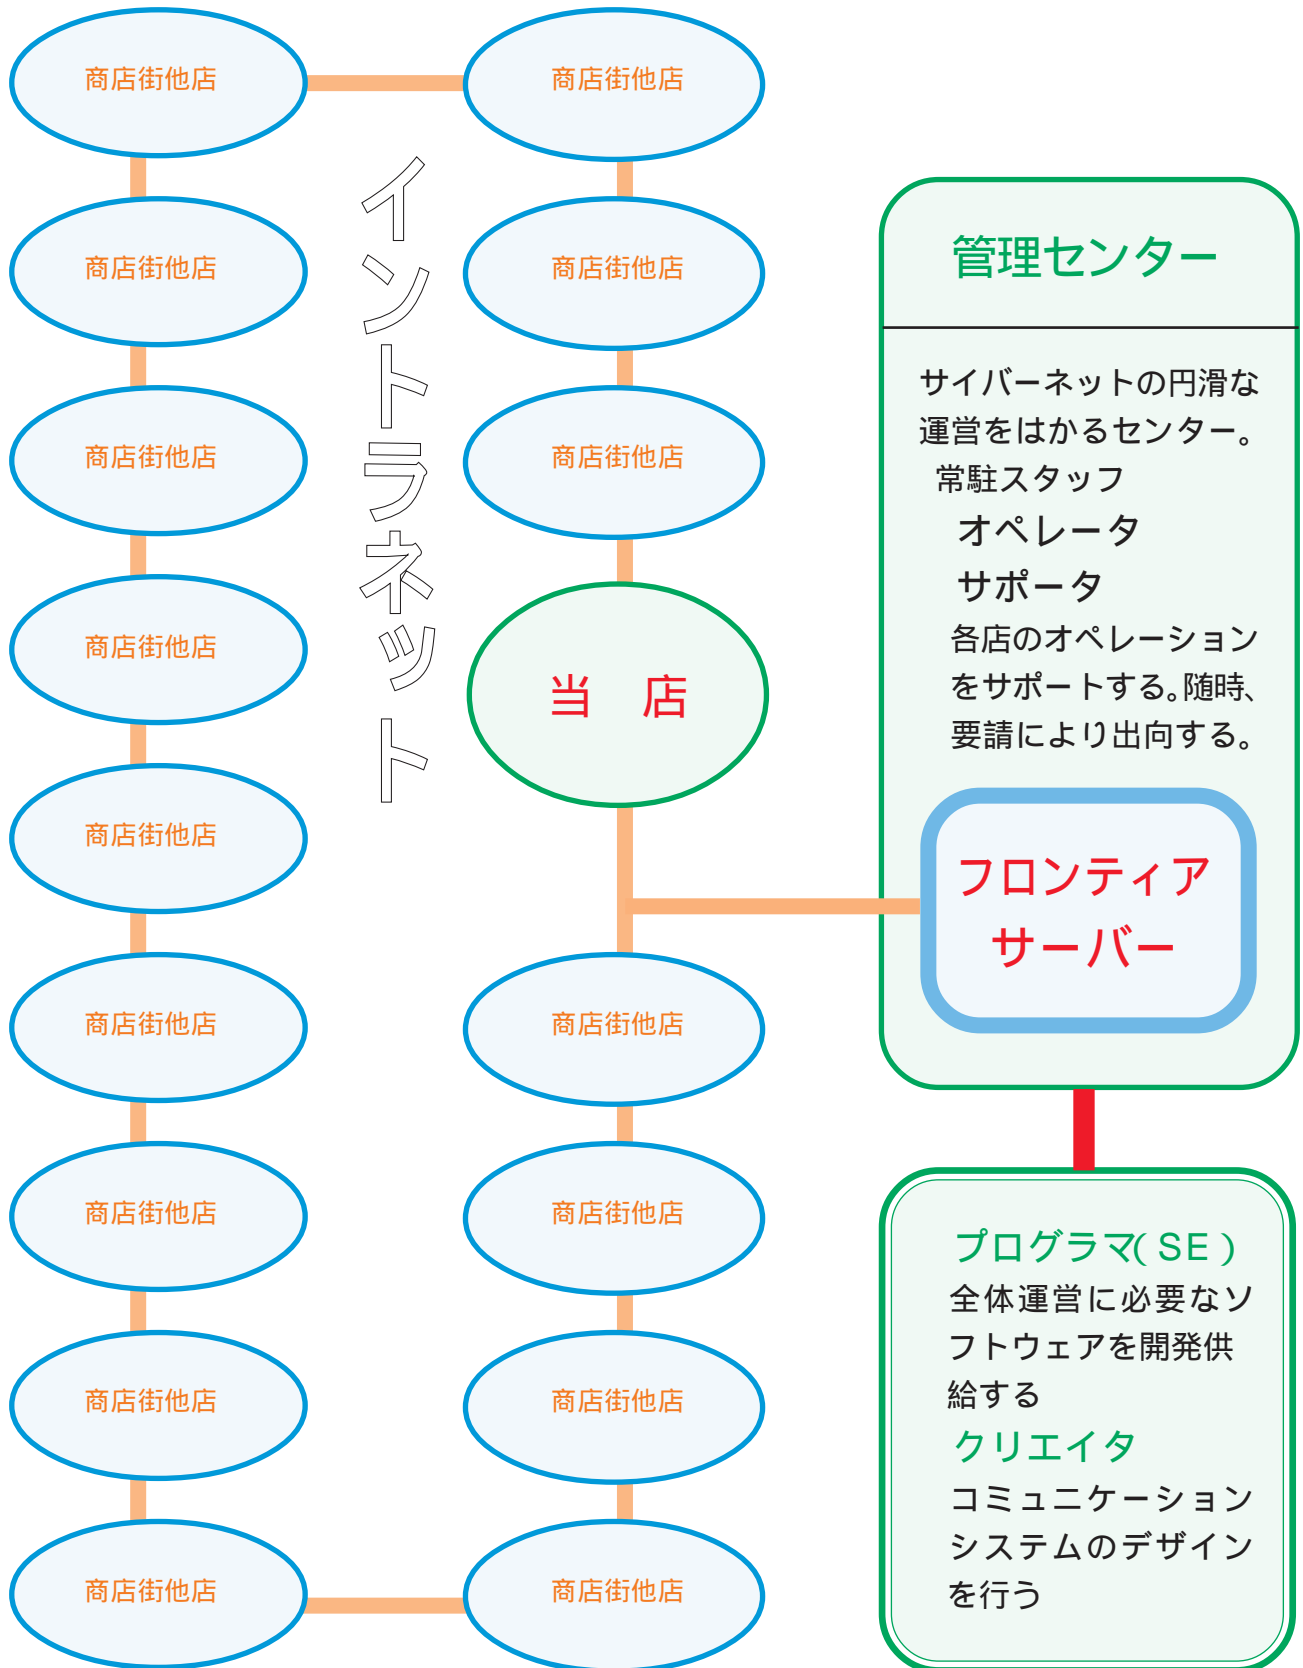 商店街他店
商店街他店
商店街他店
商店街他店
商店街他店
商店街他店
商店街他店
商店街他店
商店街他店
イントラネット
商店街他店
商店街他店
商店街他店
当　店
商店街他店
商店街他店
商店街他店
商店街他店
管理センター
サイバーネットの円滑な
運営をはかるセンター。
常駐スタッフ
オペレータ
サポータ
各店のオペレーション
をサポートする。随時、
要請により出向する。
フロンティア
サーバー
プログラマ(SE)
全体運営に必要なソ
フトウェアを開発供
給する
クリエイタ
コミュニケーション
システムのデザイン
を行う